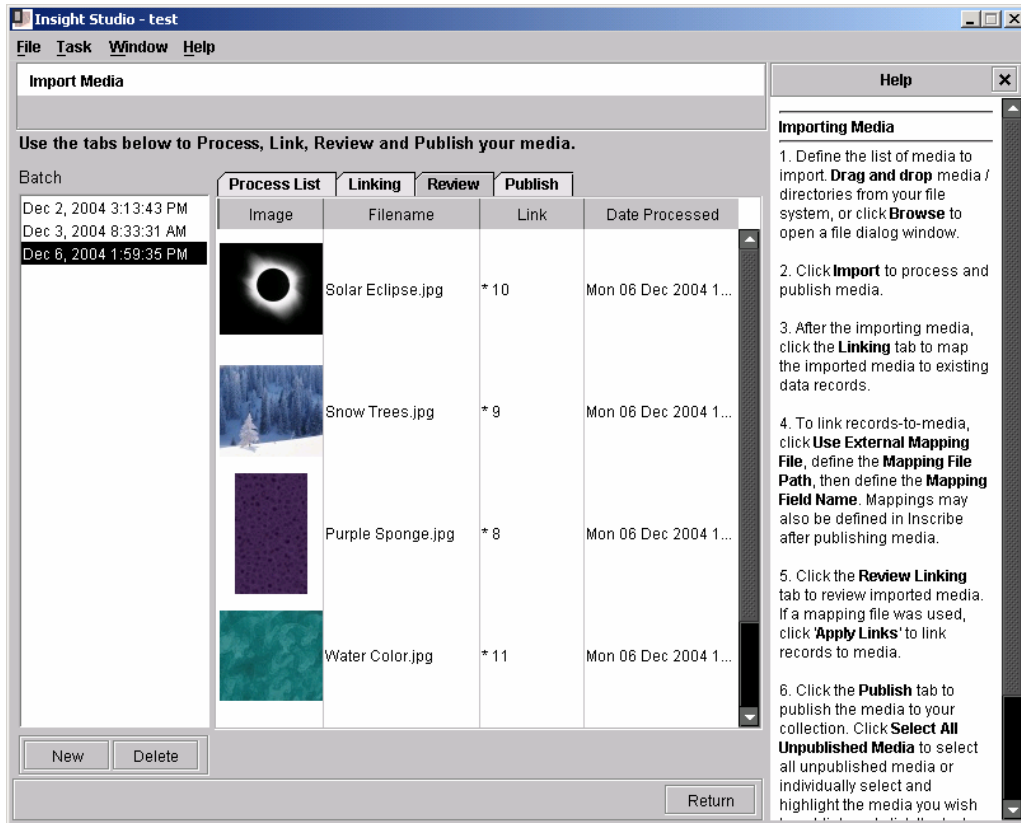 Insight Studio - test
File Task Window Help
Import Media
Use the tabs below to Process, Link, Review and Publish your media.
Batch
Dec 2, 2004 3:13:43 PM
Dec 3, 2004 8:33:31 AM
Dec 6, 2004 1:59:35 PM
New Delete
Process List Linking Review Publish
Image Filename Link Date Processed
Solar Eclipse.jpg * 10 Mon 06 Dec 2004 1...
Snow Trees.jpg * 9 Mon 06 Dec 2004 1...
Purple Sponge.jpg * 8 Mon 06 Dec 2004 1...
Water Color.jpg * 11 Mon 06 Dec 2004 1...
Return
Help
Importing Media
1. Define the list of media to
import. Drag and drop media /
directories from your file
system, or click Browse to
open a file dialog window.
2. Click Import to process and
publish media.
3. After the importing media,
click the Linking tab to map
the imported media to existing
data records.
4. To link records-to-media,
click Use External Mapping
File, define the Mapping File
Path, then define the Mapping
Field Name. Mappings may
also be defined in Inscribe
after publishing media.
5. Click the Review Linking
tab to review imported media.
If a mapping file was used,
click 'Apply Links' to link
records to media.
6. Click the Publish tab to
publish the media to your
collection. Click Select All
Unpublished Media to select
all unpublished media or
individually select and
highlight the media you wish